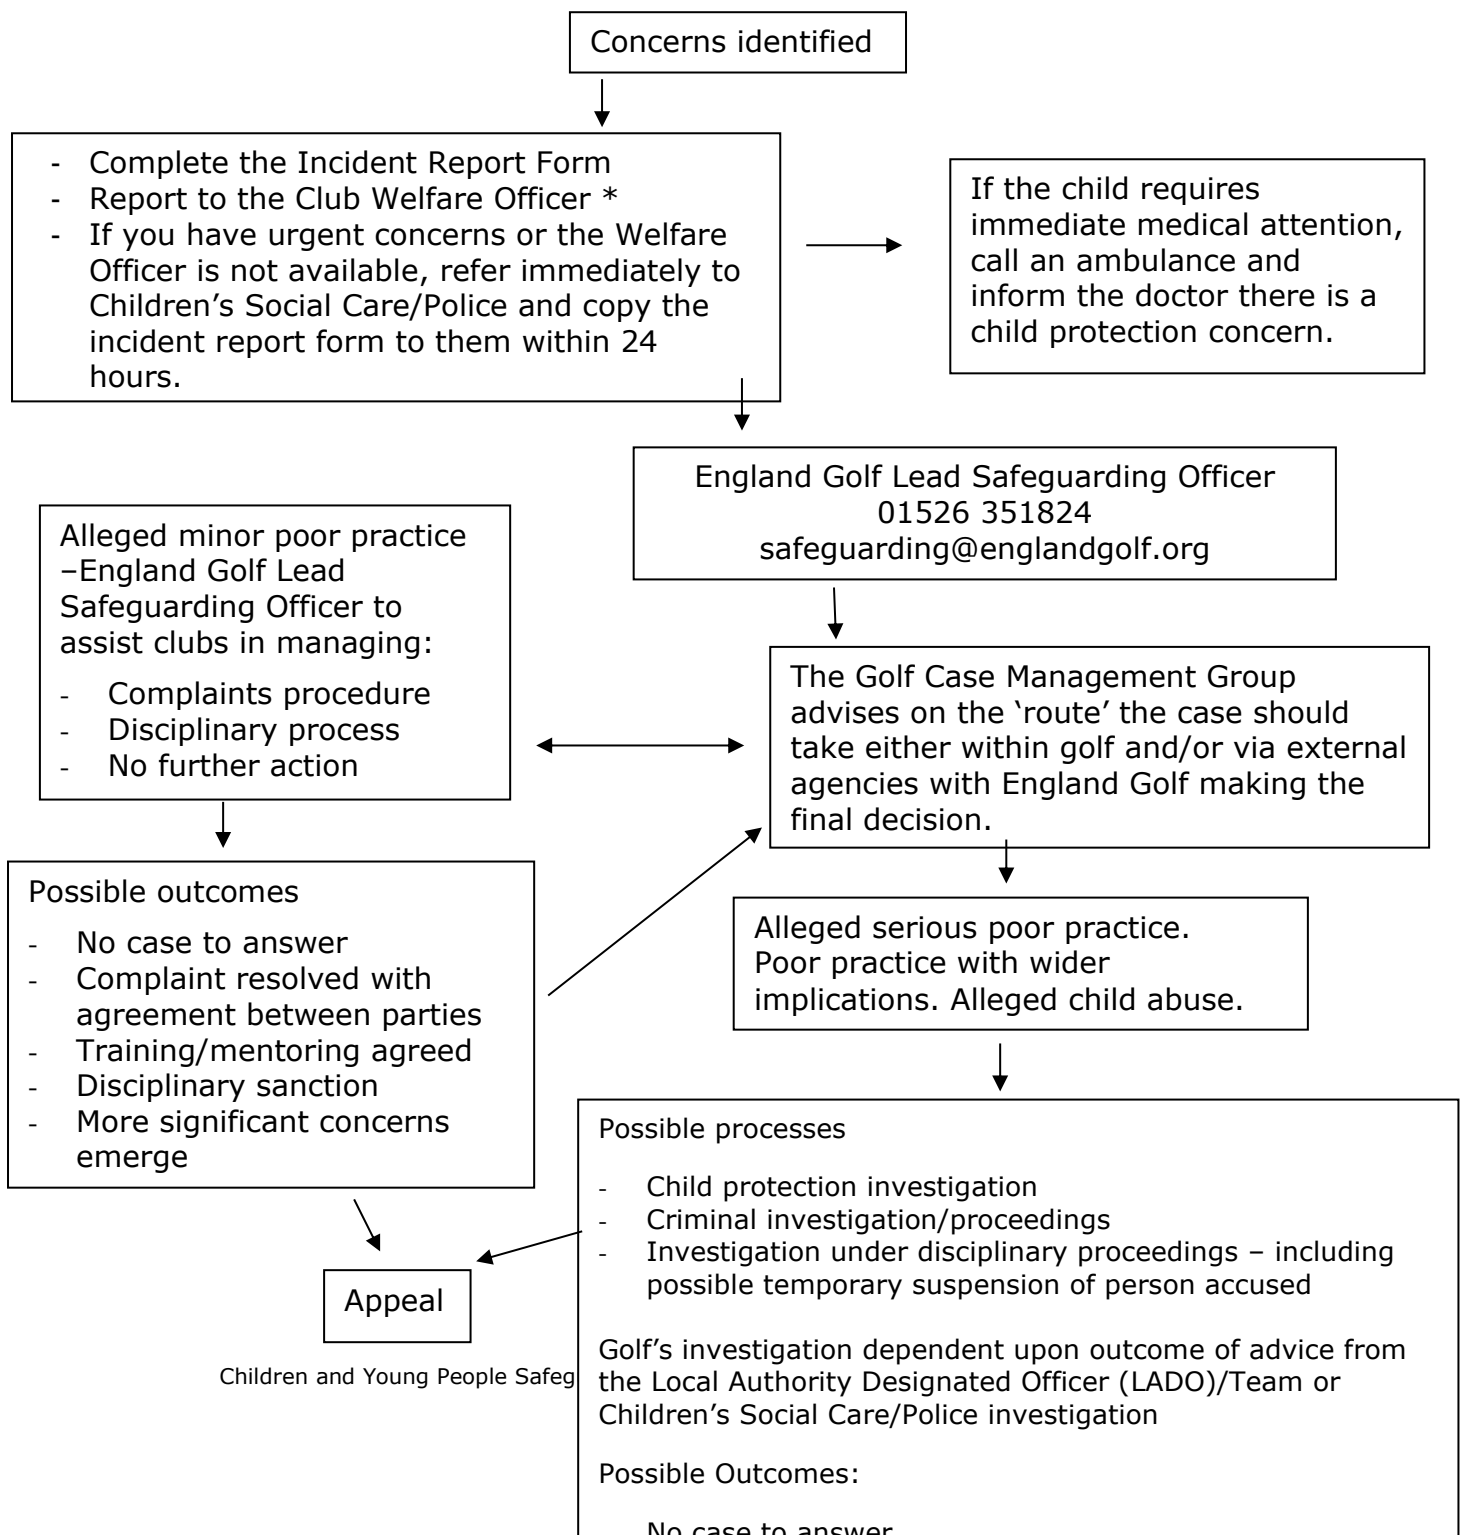 Concerns identified
- Complete the Incident Report Form
- Report to the Club Welfare Officer *
- If you have urgent concerns or the Welfare
Officer is not available, refer immediately to
Children’s Social Care/Police and copy the
incident report form to them within 24
hours.
If the child requires
immediate medical attention,
call an ambulance and
inform the doctor there is a
child protection concern.
England Golf Lead Safeguarding Officer
01526 351824
safeguarding@englandgolf.org
Alleged minor poor practice
–England Golf Lead
Safeguarding Officer to
assist clubs in managing:
- Complaints procedure
- Disciplinary process
- No further action
The Golf Case Management Group
advises on the ‘route’ the case should
take either within golf and/or via external
agencies with England Golf making the
final decision.
Possible outcomes
- No case to answer
- Complaint resolved with
agreement between parties
- Training/mentoring agreed
- Disciplinary sanction
- More significant concerns
emerge
Alleged serious poor practice.
Poor practice with wider
implications. Alleged child abuse.
Possible processes
- Child protection investigation
- Criminal investigation/proceedings
- Investigation under disciplinary proceedings – including
possible temporary suspension of person accused
Golf’s investigation dependent upon outcome of advice from
the Local Authority Designated Officer (LADO)/Team or
Children’s Social Care/Police investigation
Possible Outcomes:
No case to answer
Appeal
Children and Young People Safeg